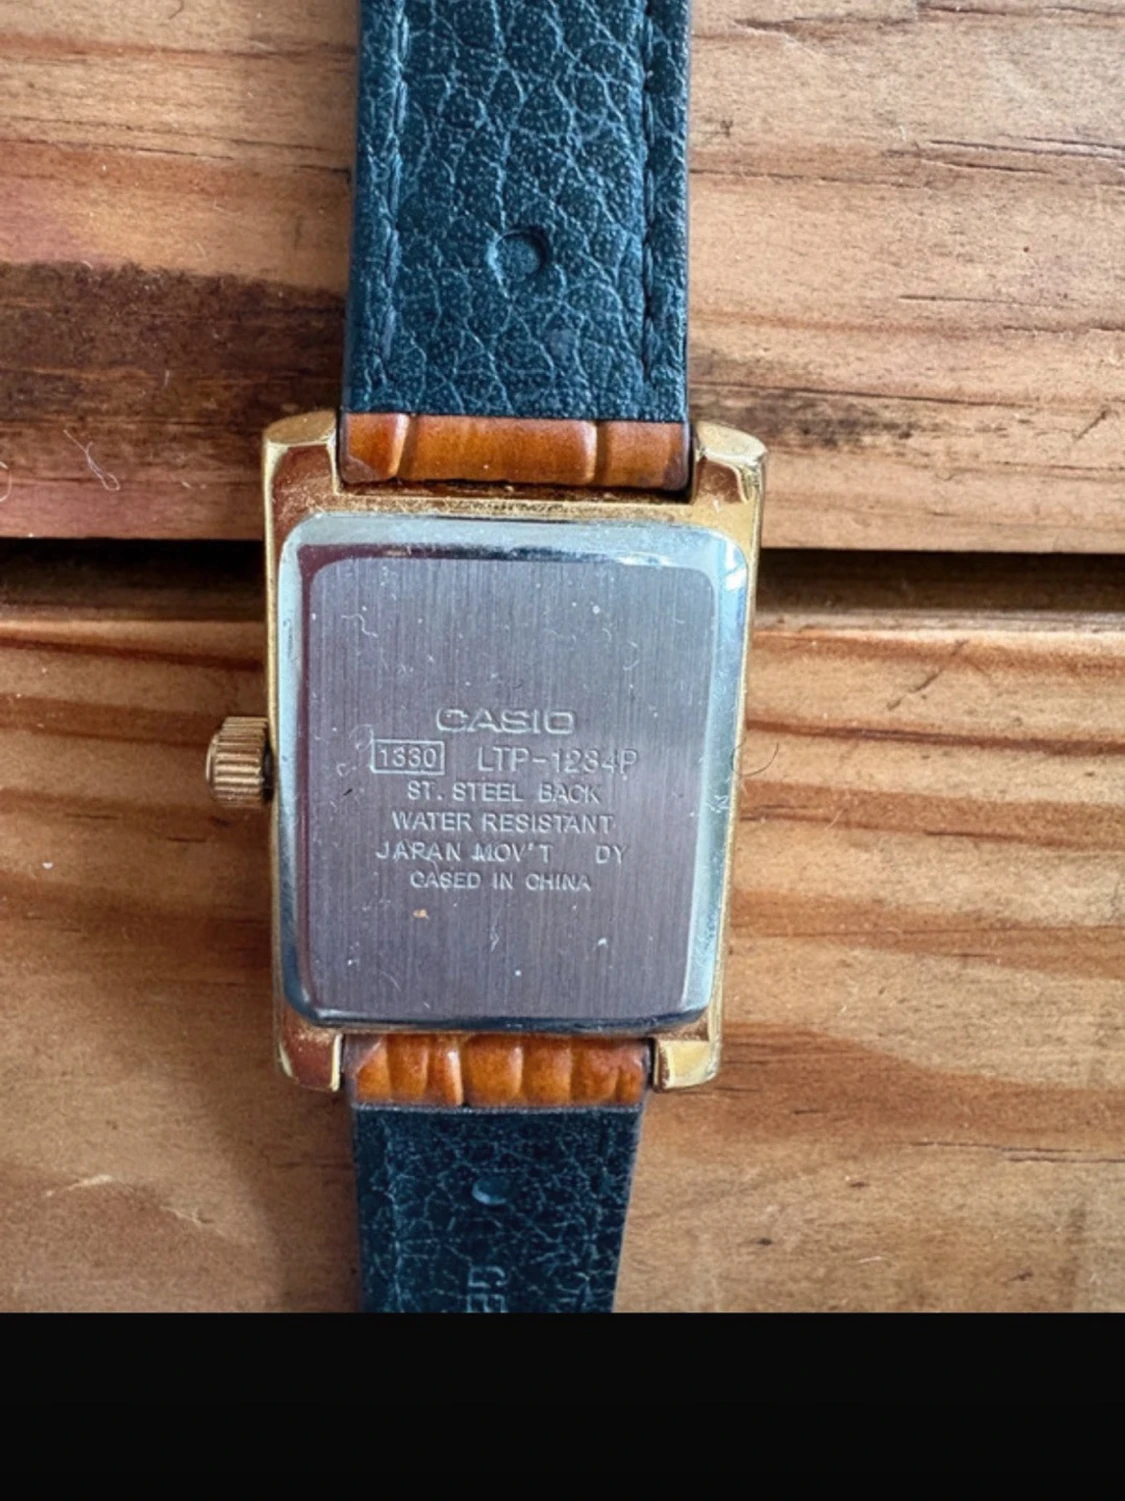 CASIO
1330 LTP-1234P
ST. STEEL BACK
WATER RESISTANT
JAPAN MOV'T DY
CASED IN CHINA